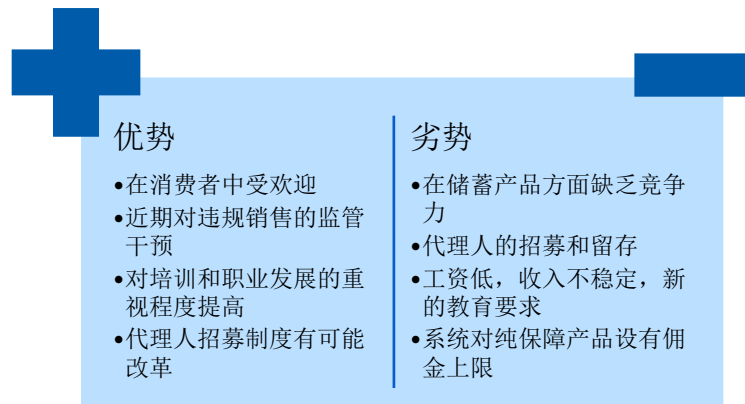 优势
•在消费者中受欢迎
•近期对违规销售的监管
干预
•对培训和职业发展的重
视程度提高
•代理人招募制度有可能
改革
劣势
•在储蓄产品方面缺乏竞争
力
•代理人的招募和留存
•工资低，收入不稳定，新
的教育要求
•系统对纯保障产品设有佣
金上限